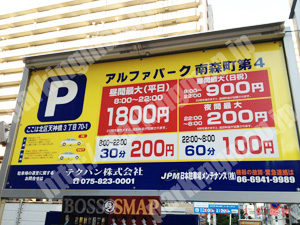 アルファパーク 南森町第4
P
ここは北区天神橋3丁目70-1
昼間最大(平日)
8:00~22:00
1800円
昼間最大(日祝)
8:00~22:00 900円
夜間最大
22:00~8:00 200円
8:00~22:00
30分 200円
22:00~8:00
60分 100円
テクバン株式会社
075-823-0001
JPM日本駐車場メンテナンス(株)
06-6941-9989
BOSS SMAP